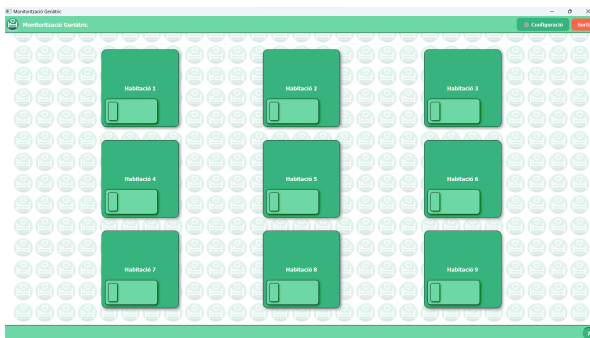 Monitorització Geriàtric
Monitorització Geriàtric
Configuració
Sortir
Habitació 1
Habitació 2
Habitació 3
Habitació 4
Habitació 5
Habitació 6
Habitació 7
Habitació 8
Habitació 9